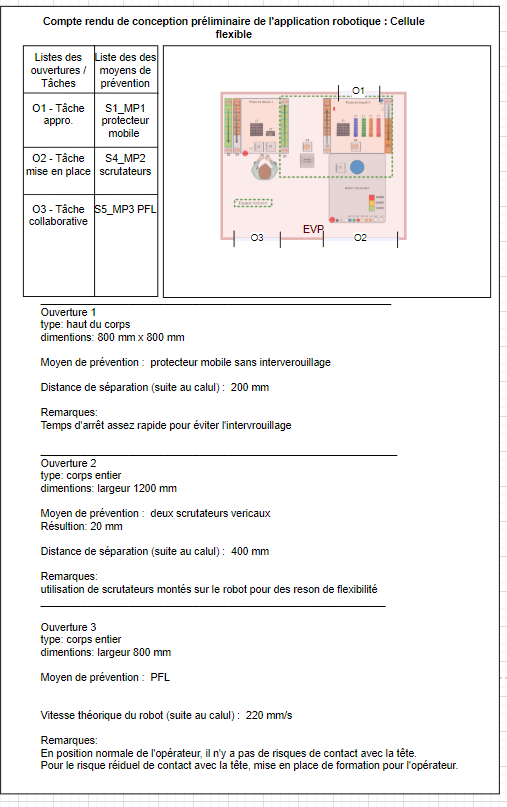 Compte rendu de conception préliminaire de l'application robotique : Cellule
flexible
Listes des
ouvertures /
Tâches
Liste des des
moyens de
prévention
O1 - Tâche
appro.
S1_MP1
protecteur
mobile
O2 - Tâche
mise en place
S4_MP2
scrutateurs
O3 - Tâche
collaborative
S5_MP3 PFL
O1
EVP
O3
O2
Ouverture 1
type: haut du corps
dimentions: 800 mm x 800 mm
Moyen de prévention : protecteur mobile sans interverouillage
Distance de séparation (suite au calul) : 200 mm
Remarques:
Temps d'arrêt assez rapide pour éviter l'intervrouillage
Ouverture 2
type: corps entier
dimentions: largeur 1200 mm
Moyen de prévention : deux scrutateurs vericaux
Résultion: 20 mm
Distance de séparation (suite au calul) : 400 mm
Remarques:
utilisation de scrutateurs montés sur le robot pour des reson de flexibilité
Ouverture 3
type: corps entier
dimentions: largeur 800 mm
Moyen de prévention : PFL
Vitesse théorique du robot (suite au calul) : 220 mm/s
Remarques:
En position normale de l'opérateur, il n'y a pas de risques de contact avec la tête.
Pour le risque réiduel de contact avec la tête, mise en place de formation pour l'opérateur.